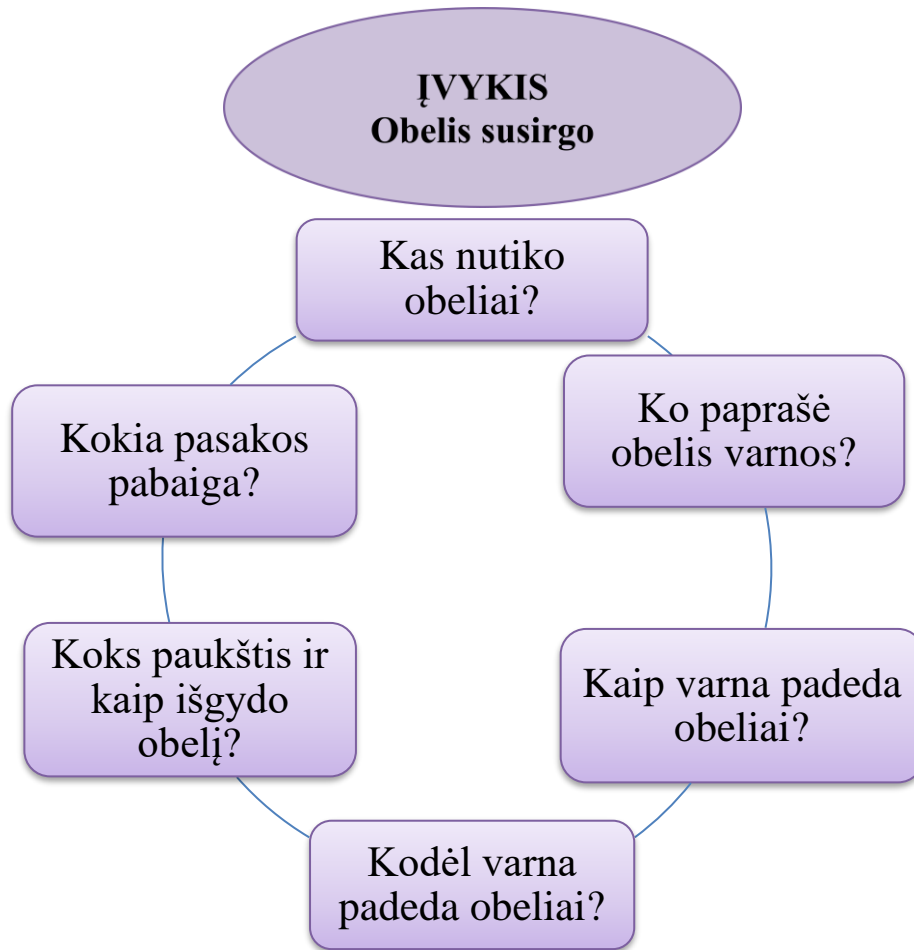 ĮVYKIS
Obelis susirgo
Kas nutiko
obeliai?
Ko paprašė
obelis varnos?
Kaip varna padeda
obeliai?
Kodėl varna
padeda obeliai?
Koks paukštis ir
kaip išgydo
obelį?
Kokia pasakos
pabaiga?